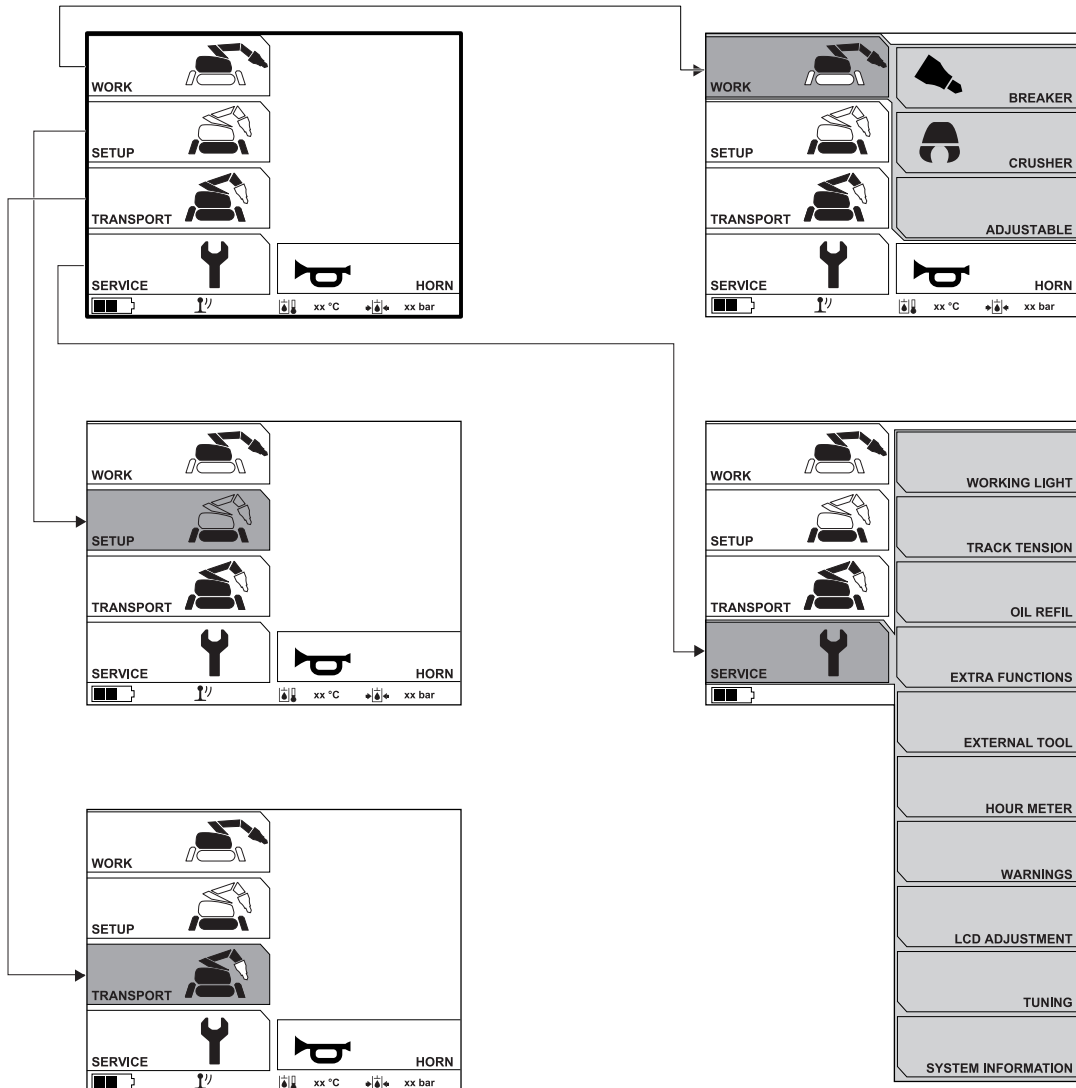 WORK
SETUP
TRANSPORT
SERVICE
HORN
xx °C xx bar
WORK
BREAKER
SETUP
CRUSHER
TRANSPORT
ADJUSTABLE
SERVICE
HORN
xx °C xx bar
WORK
SETUP
TRANSPORT
SERVICE
HORN
xx °C xx bar
WORK
SETUP
TRANSPORT
SERVICE
WORKING LIGHT
TRACK TENSION
OIL REFIL
EXTRA FUNCTIONS
EXTERNAL TOOL
HOUR METER
WARNINGS
LCD ADJUSTMENT
TUNING
SYSTEM INFORMATION
WORK
SETUP
TRANSPORT
SERVICE
HORN
xx °C xx bar